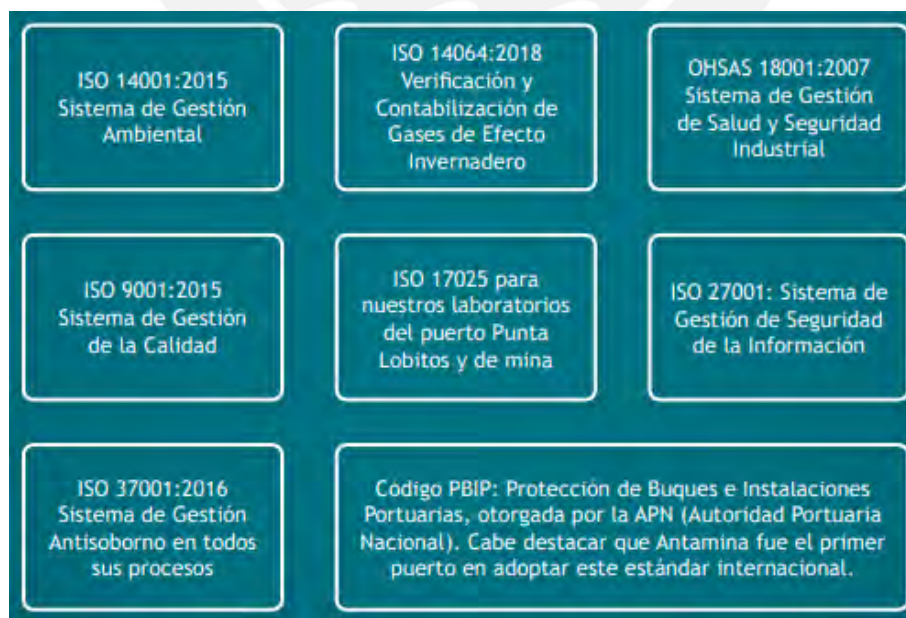 ISO 14001:2015
Sistema de Gestión
Ambiental
ISO 14064:2018
Verificación y
Contabilización de
Gases de Efecto
Invernadero
OHSAS 18001:2007
Sistema de Gestión
de Salud y Seguridad
Industrial
ISO 9001:2015
Sistema de Gestión
de la Calidad
ISO 17025 para
nuestros laboratorios
del puerto Punta
Lobitos y de mina
ISO 27001: Sistema de
Gestión de Seguridad
de la Información
ISO 37001:2016
Sistema de Gestión
Antisoborno en todos
sus procesos
Código PBIP: Protección de Buques e Instalaciones
Portuarias, otorgada por la APN (Autoridad Portuaria
Nacional). Cabe destacar que Antamina fue el primer
puerto en adoptar este estándar internacional.